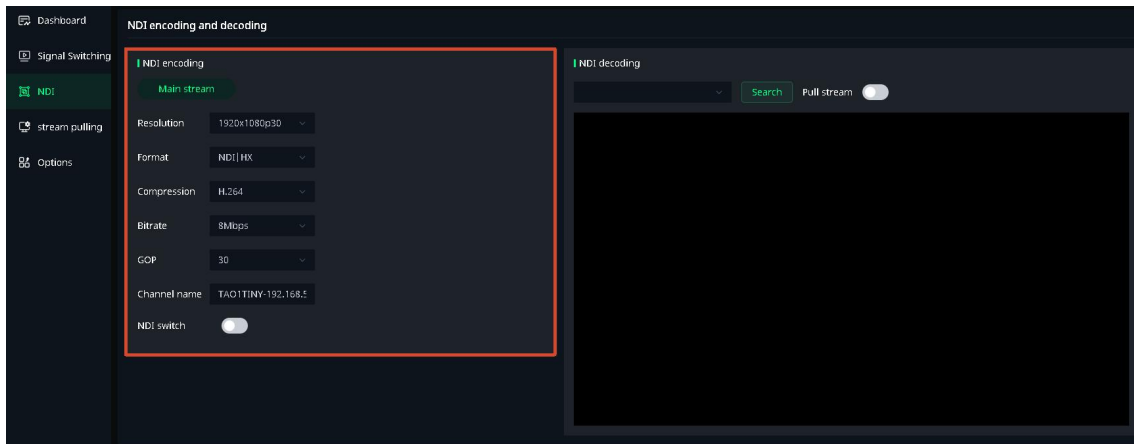 Dashboard
Signal Switching
NDI
stream pulling
Options
NDI encoding and decoding
NDI encoding
Main stream
Resolution 1920x1080p30
Format NDI|HX
Compression H.264
Bitrate 8Mbps
GOP 30
Channel name TAO1TINY-192.168.5
NDI switch
NDI decoding
Search Pull stream